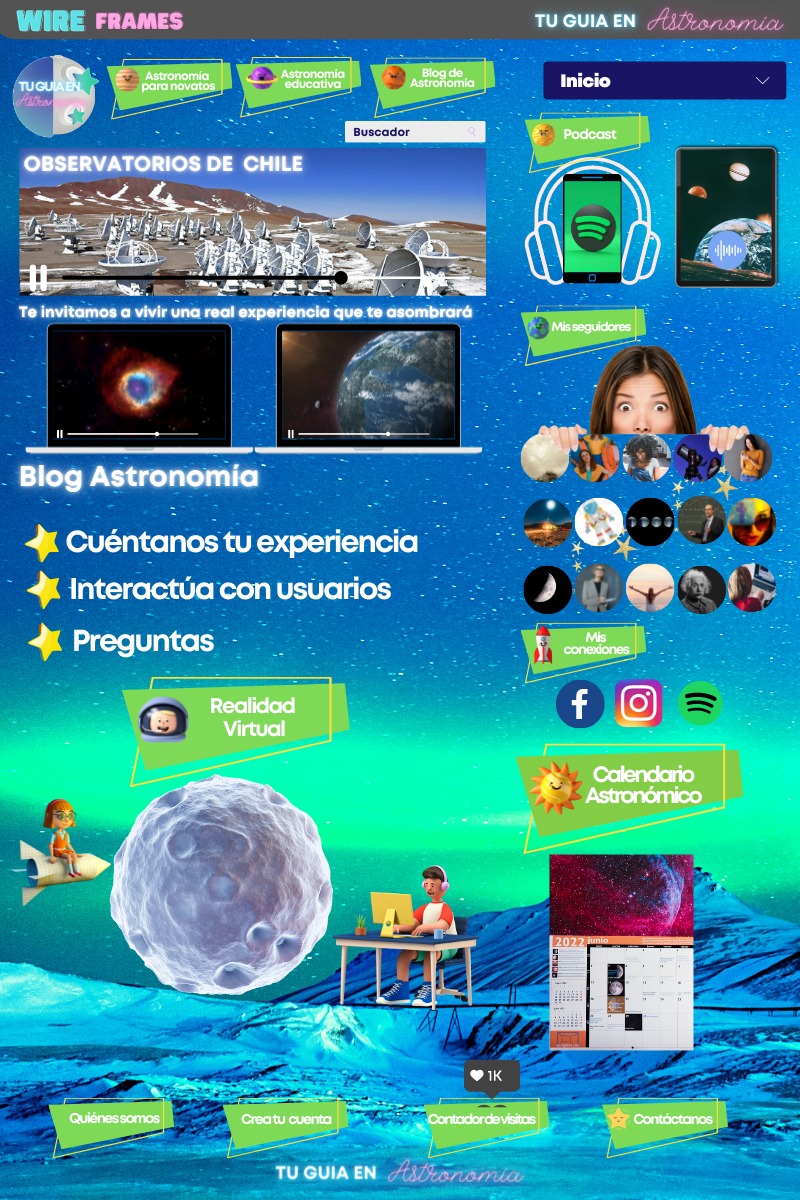 WIRE FRAMES
TU GUIA EN Astronomía
TU GUIA EN
Astronomía
Astronomía
para novatos
Astronomía
educativa
Blog de
Astronomia
Inicio
Buscador
Podcast
OBSERVATORIOS DE CHILE
Te invitamos a vivir una real experiencia que te asombrará
Mis seguidores
Blog Astronomía
Cuéntanos tu experiencia
Interactúa con usuarios
Preguntas
Mis
conexiones
Realidad
Virtual
Calendario
Astronómico
2022 junio
1K
Quiénes somos
Crea tu cuenta
Contador de visitas
Contáctanos
TU GUIA EN Astronomía